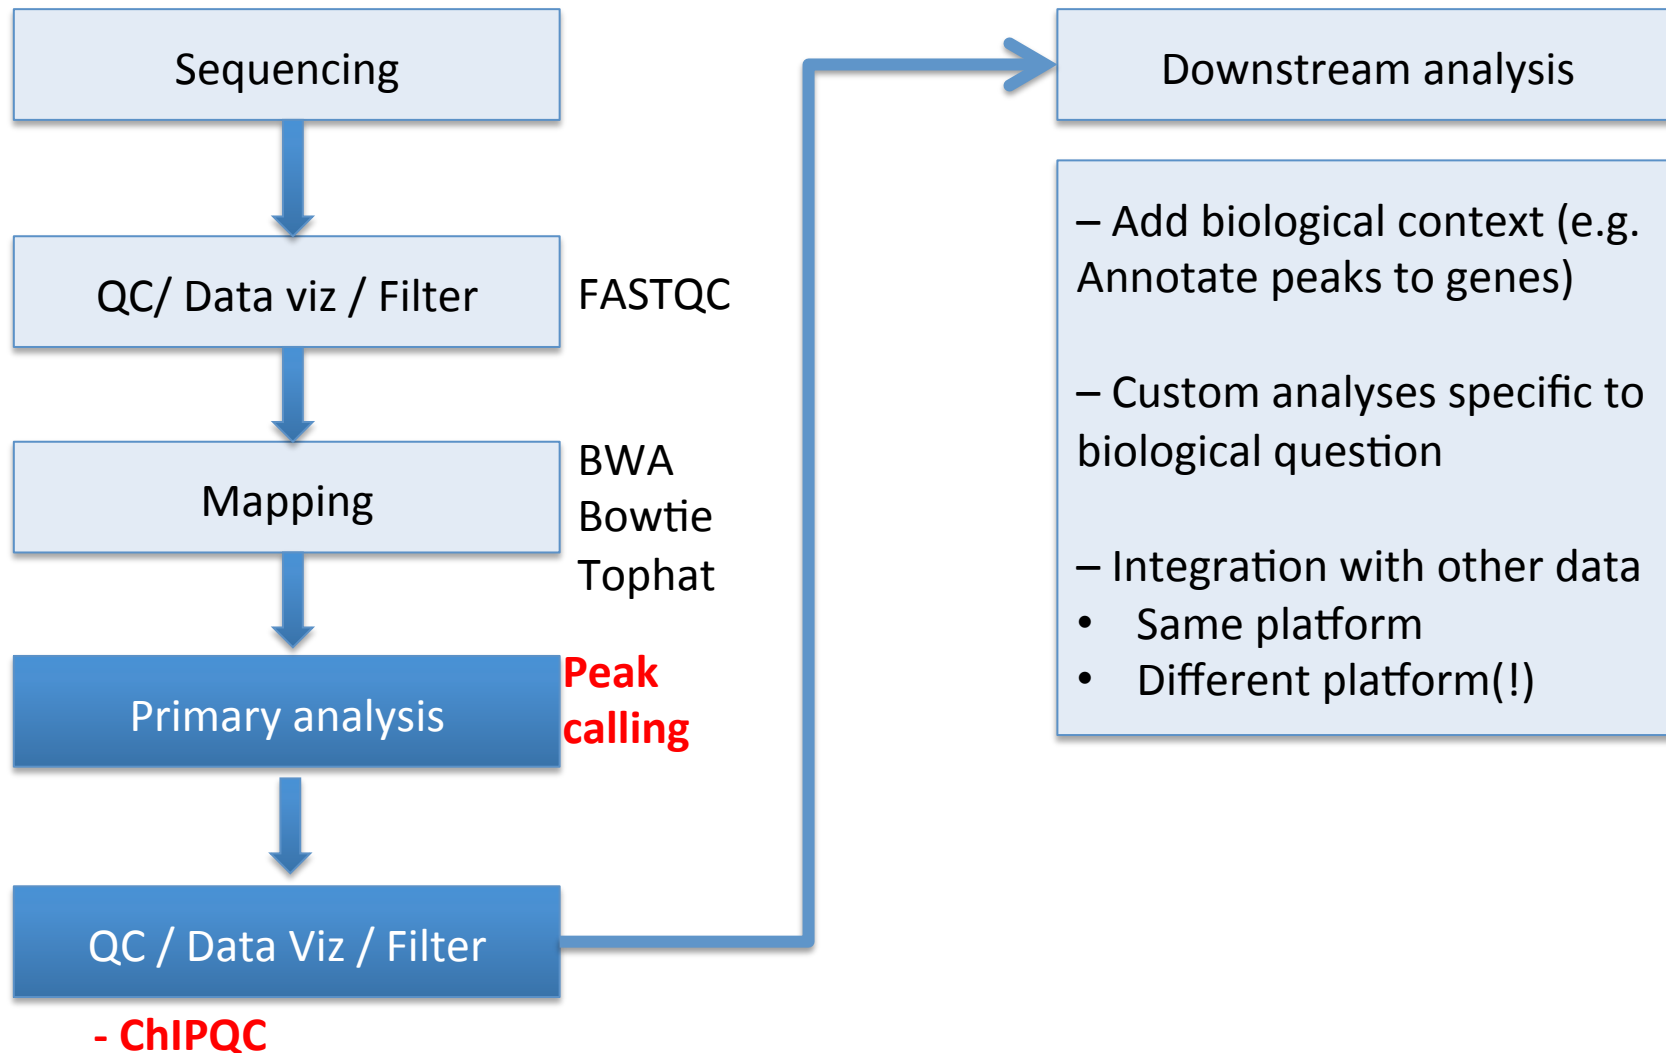 Sequencing
QC/ Data viz / Filter
FASTQC
Mapping
BWA
Bowtie
Tophat
Primary analysis
Peak
calling
QC / Data Viz / Filter
- ChIPQC
Downstream analysis
– Add biological context (e.g.
Annotate peaks to genes)
– Custom analyses specific to
biological question
– Integration with other data
• Same platform
• Different platform(!)